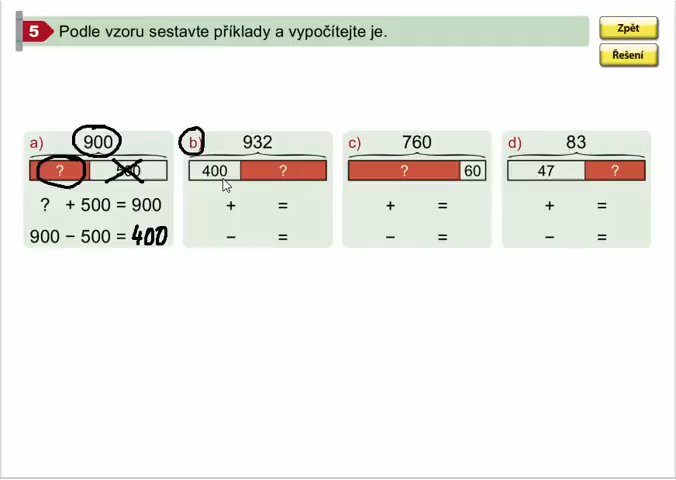 5 Podle vzoru sestavte příklady a vypočítejte je.
Zpět
Řešení
a) 900
? 500
? + 500 = 900
900 − 500 = 400
b) 932
400 ?
+ =
− =
c) 760
? 60
+ =
− =
d) 83
47 ?
+ =
− =